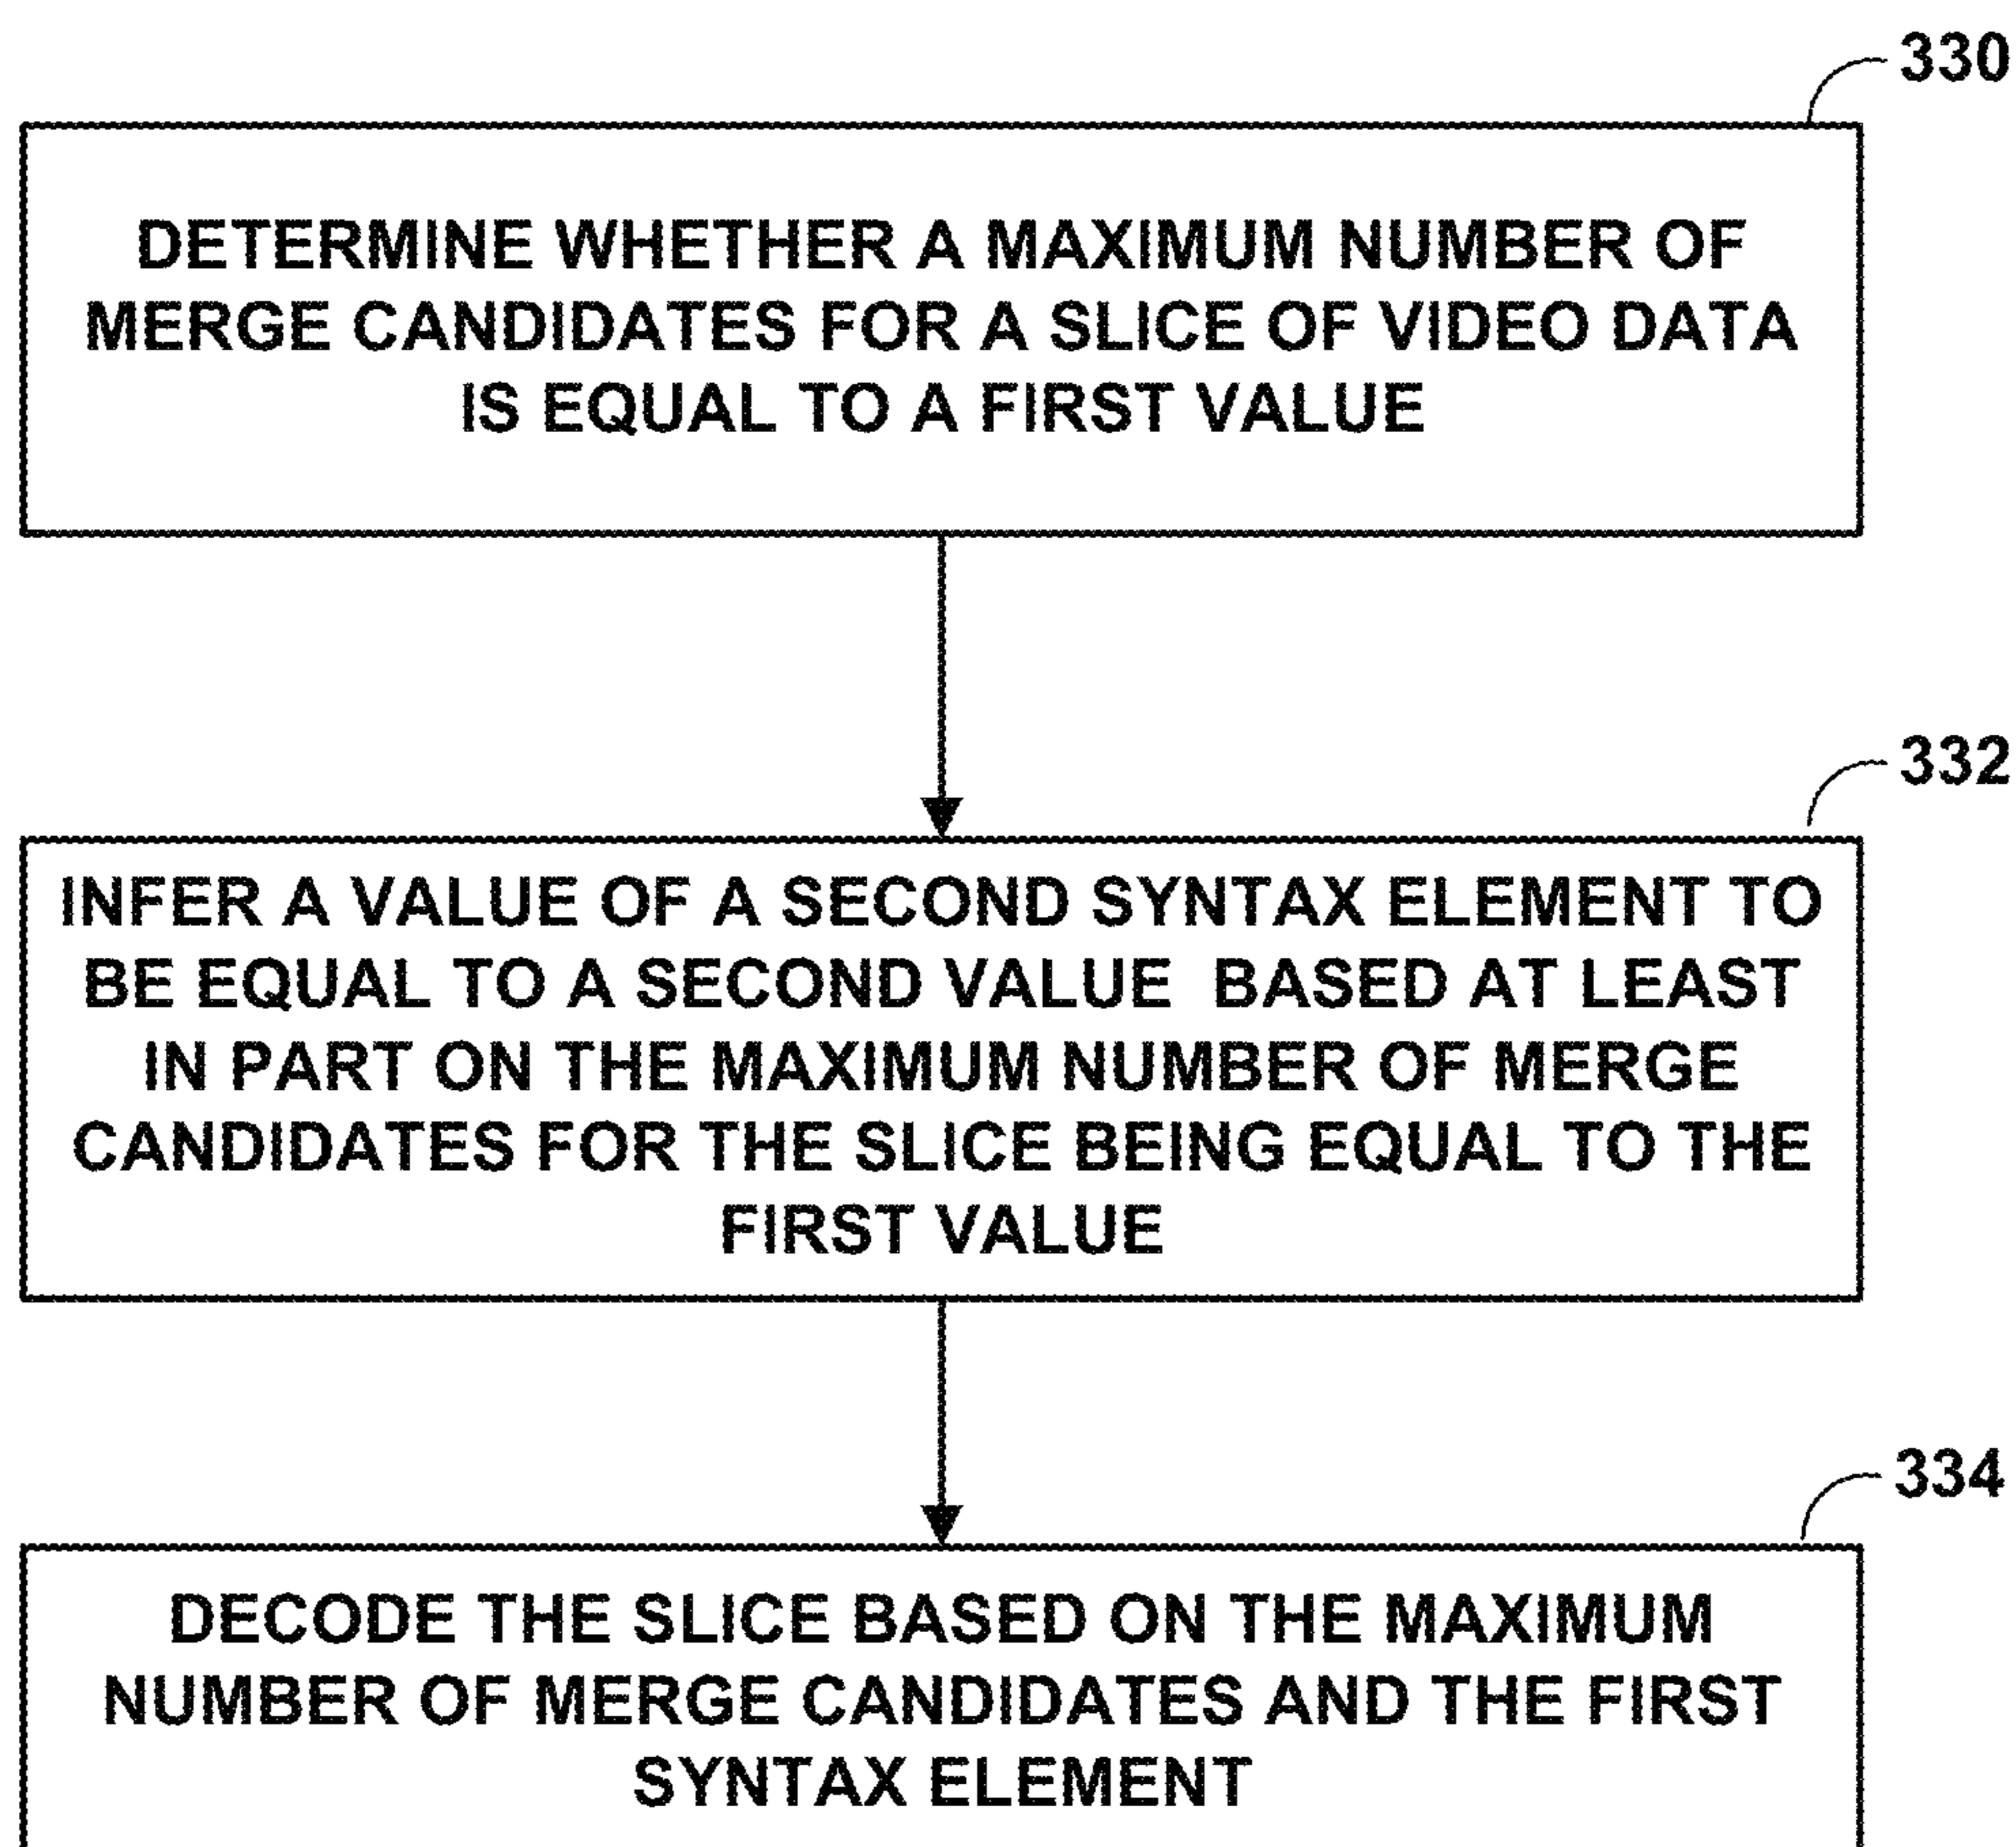 330
DETERMINE WHETHER A MAXIMUM NUMBER OF
MERGE CANDIDATES FOR A SLICE OF VIDEO DATA
IS EQUAL TO A FIRST VALUE
332
INFER A VALUE OF A SECOND SYNTAX ELEMENT TO
BE EQUAL TO A SECOND VALUE BASED AT LEAST
IN PART ON THE MAXIMUM NUMBER OF MERGE
CANDIDATES FOR THE SLICE BEING EQUAL TO THE
FIRST VALUE
334
DECODE THE SLICE BASED ON THE MAXIMUM
NUMBER OF MERGE CANDIDATES AND THE FIRST
SYNTAX ELEMENT